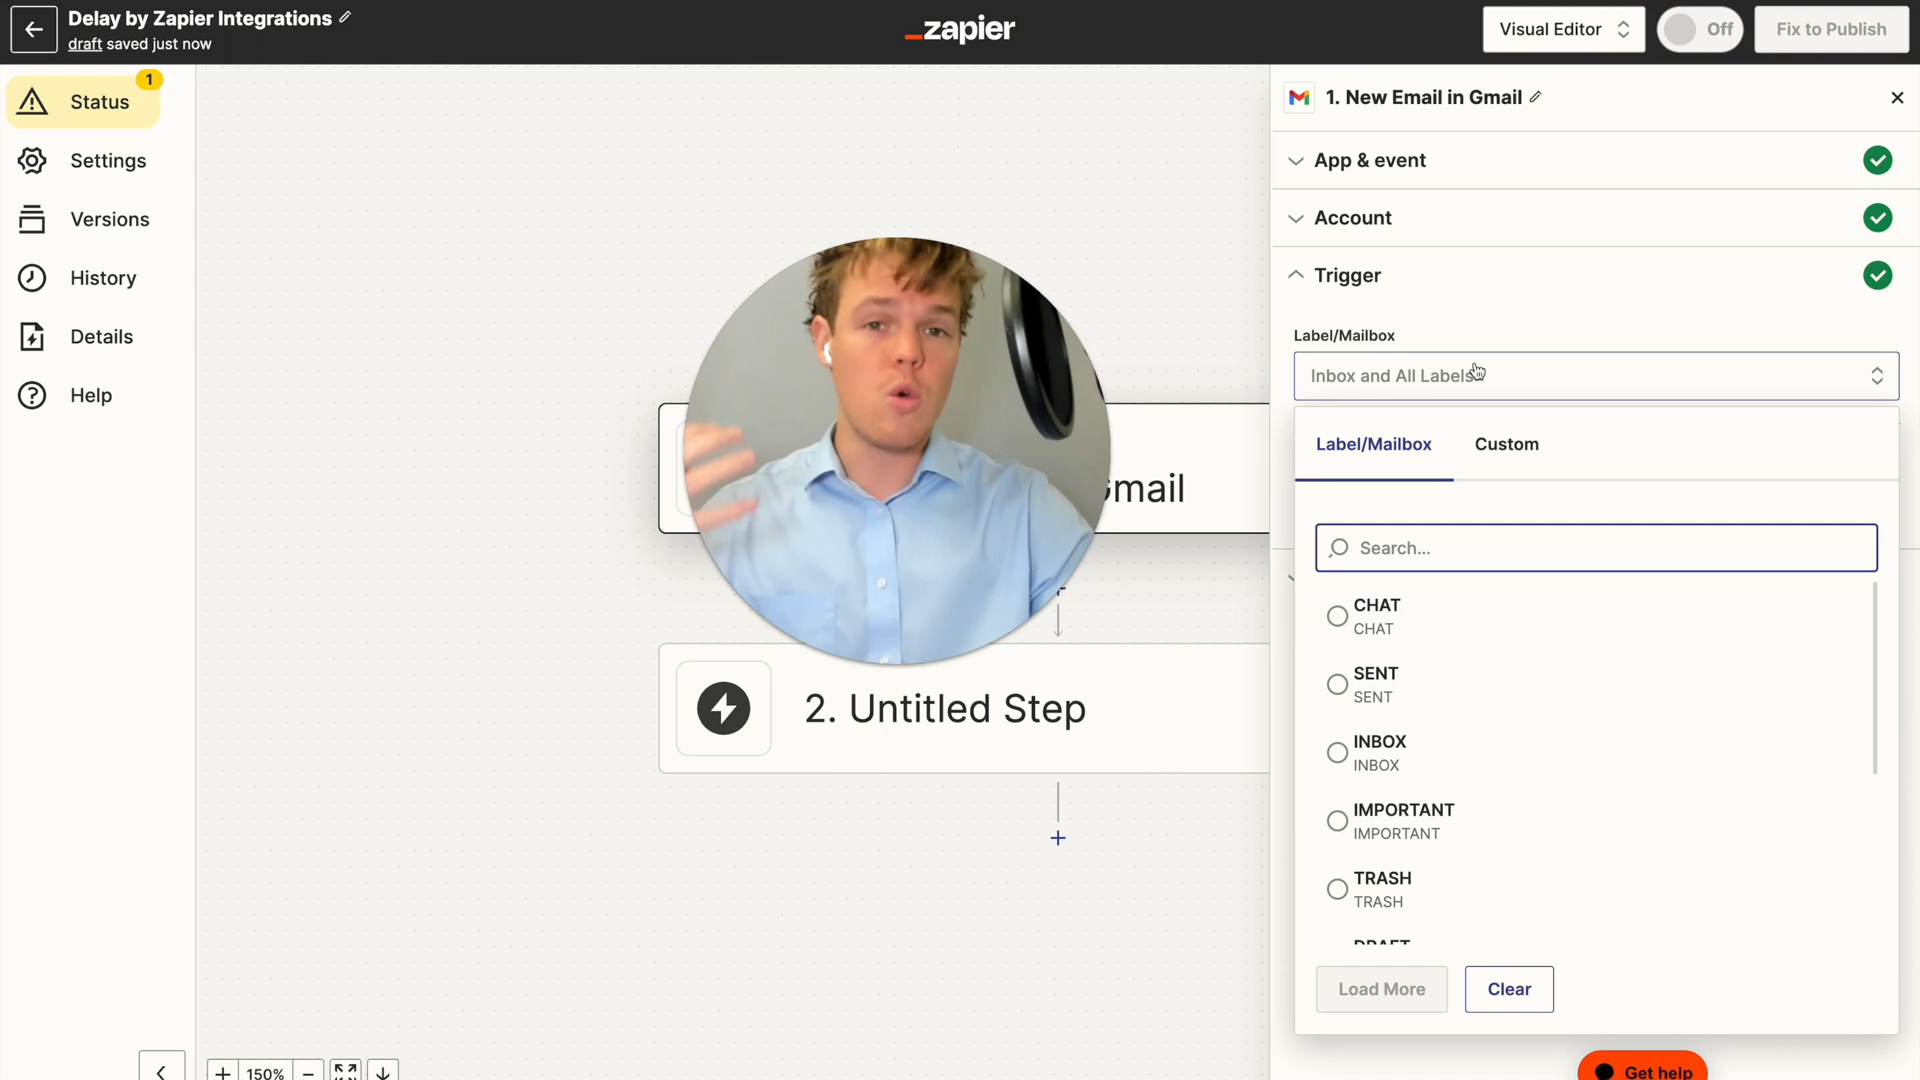 Delay by Zapier Integrations
draft saved just now
_zapier
Visual Editor
Off
Fix to Publish
Status
1
Settings
Versions
History
Details
Help
Gmail
2. Untitled Step
150%
1. New Email in Gmail
App & event
Account
Trigger
Label/Mailbox
Inbox and All Labels
Label/Mailbox
Custom
Search...
CHAT
CHAT
SENT
SENT
INBOX
INBOX
IMPORTANT
IMPORTANT
TRASH
TRASH
DRAFT
Load More
Clear
Get help